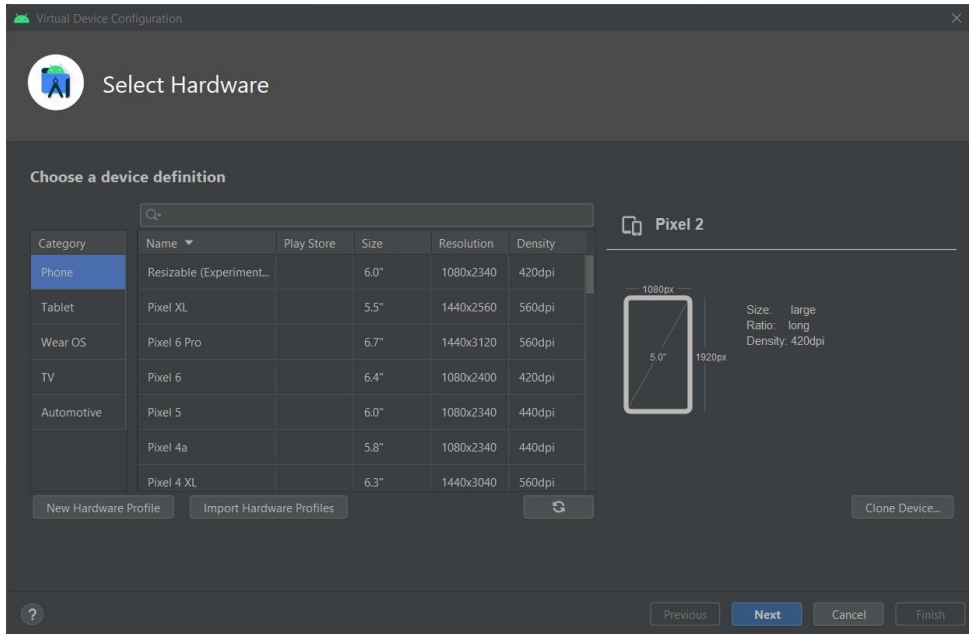 Virtual Device Configuration
Select Hardware
Choose a device definition
Category
Phone
Tablet
Wear OS
TV
Automotive
Name Play Store Size Resolution Density
Resizable (Experiment... 6.0" 1080x2340 420dpi
Pixel XL 5.5" 1440x2560 560dpi
Pixel 6 Pro 6.7" 1440x3120 560dpi
Pixel 6 6.4" 1080x2400 420dpi
Pixel 5 6.0" 1080x2340 440dpi
Pixel 4a 5.8" 1080x2340 440dpi
Pixel 4 XL 6.3" 1440x3040 560dpi
New Hardware Profile Import Hardware Profiles
Pixel 2
1080px
5.0" 1920px
Size: large
Ratio: long
Density: 420dpi
Clone Device...
? Previous Next Cancel Finish